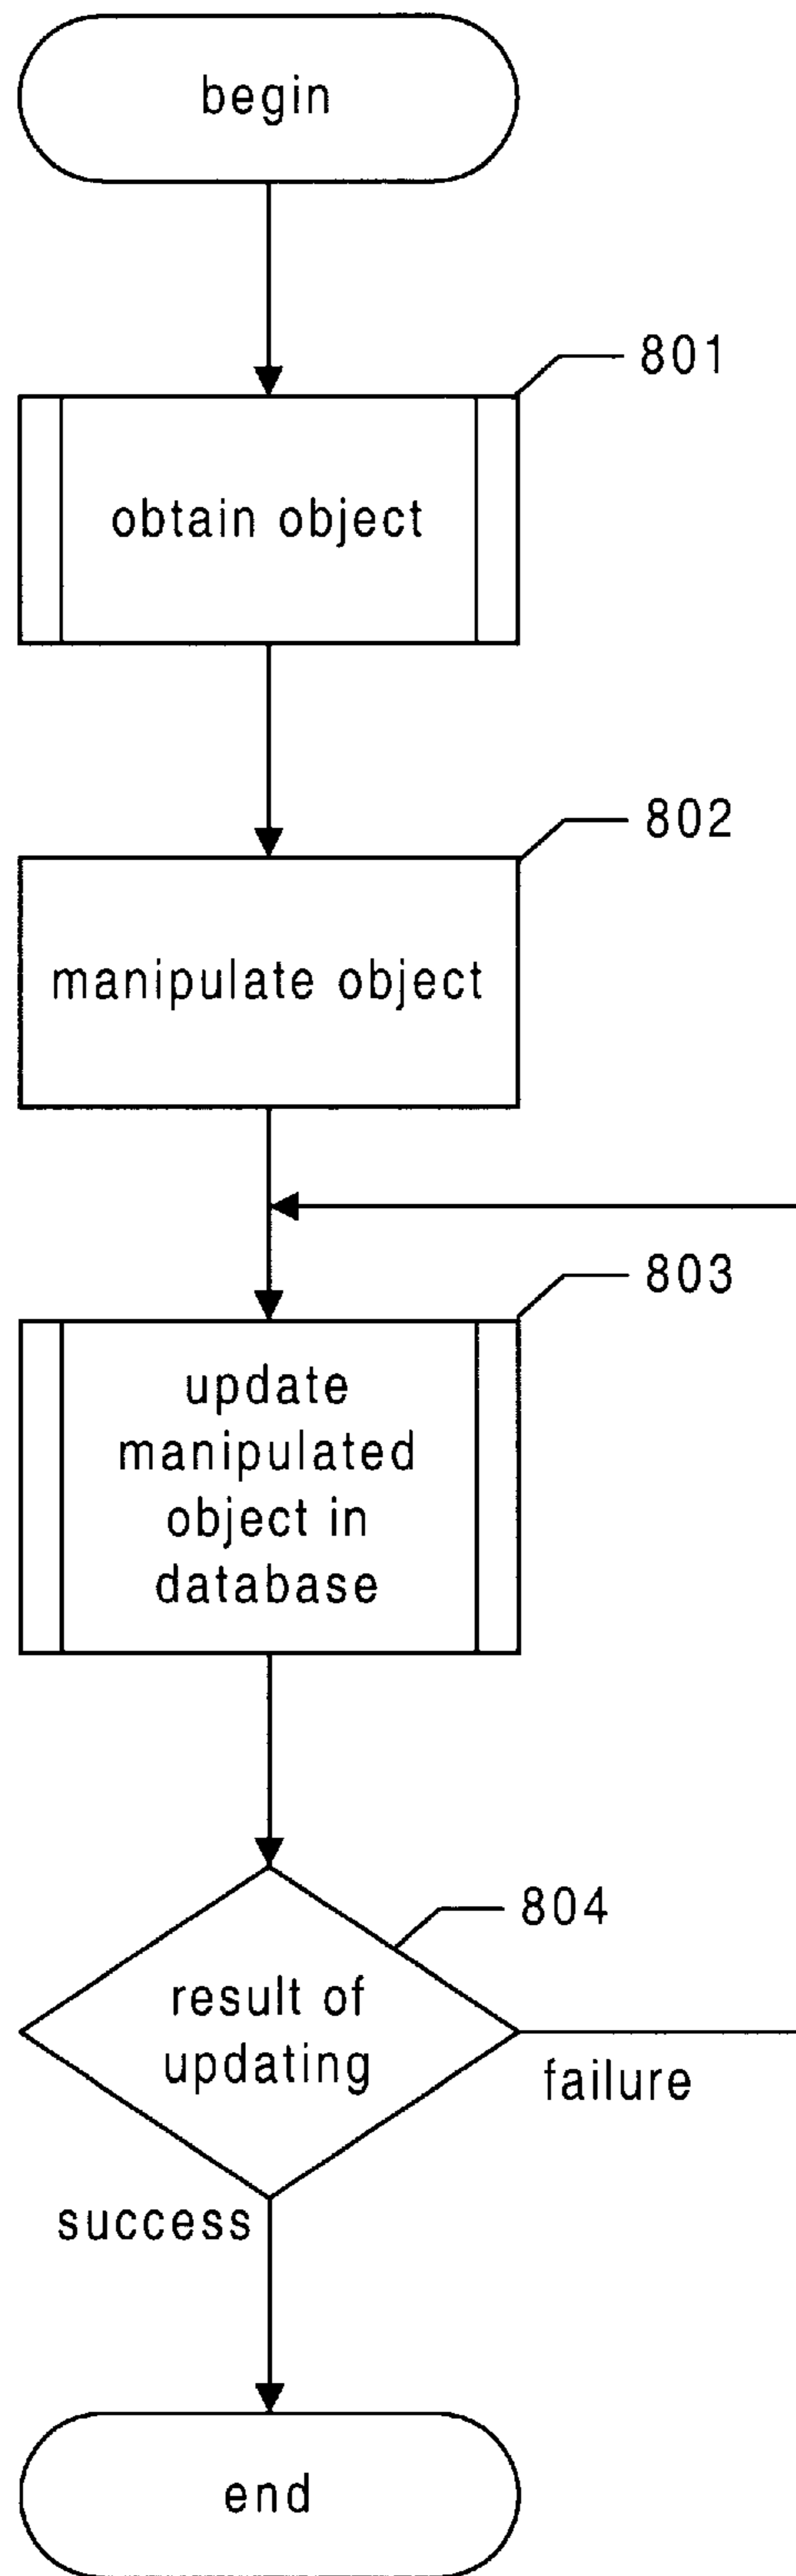 begin
801
obtain object
802
manipulate object
803
update
manipulated
object in
database
804
result of
updating
failure
success
end